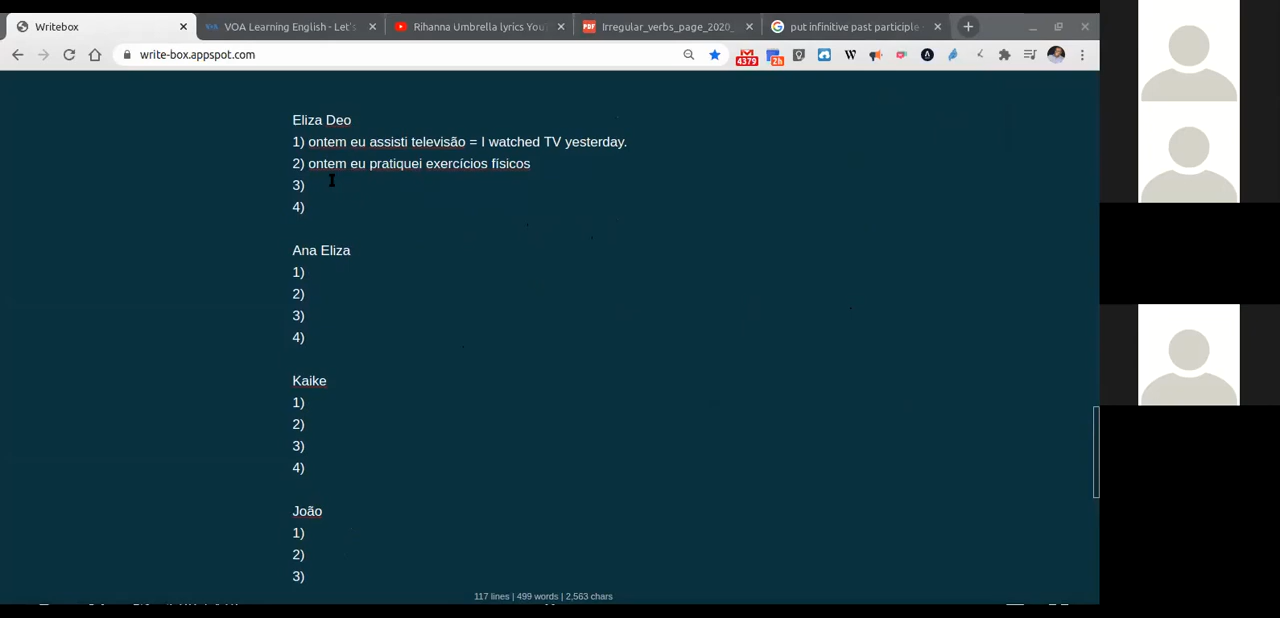 Writebox
VOA Learning English - Let's
Rihanna Umbrella lyrics You
Irregular_verbs_page_2020_
put infinitive past participle
write-box.appspot.com
4379
2h
Eliza Deo
1) ontem eu assisti televisão = I watched TV yesterday.
2) ontem eu pratiquei exercícios físicos
3)
4)
Ana Eliza
1)
2)
3)
4)
Kaike
1)
2)
3)
4)
João
1)
2)
3)
117 lines | 499 words | 2,563 chars